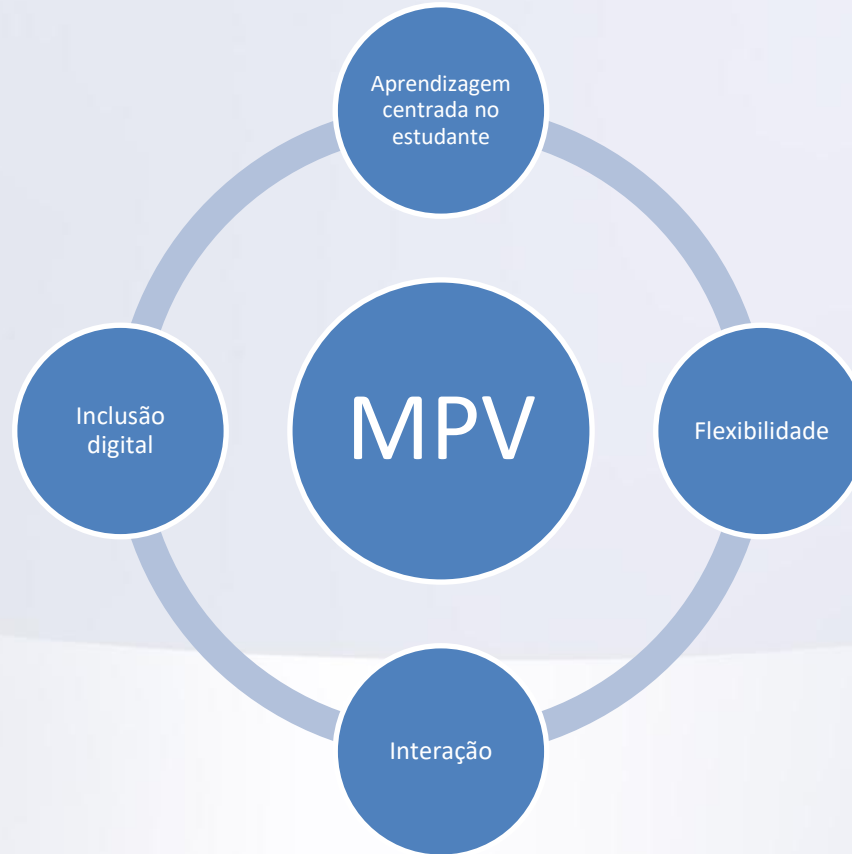 Aprendizagem
centrada no
estudante
Inclusão
digital
MPV
Flexibilidade
Interação